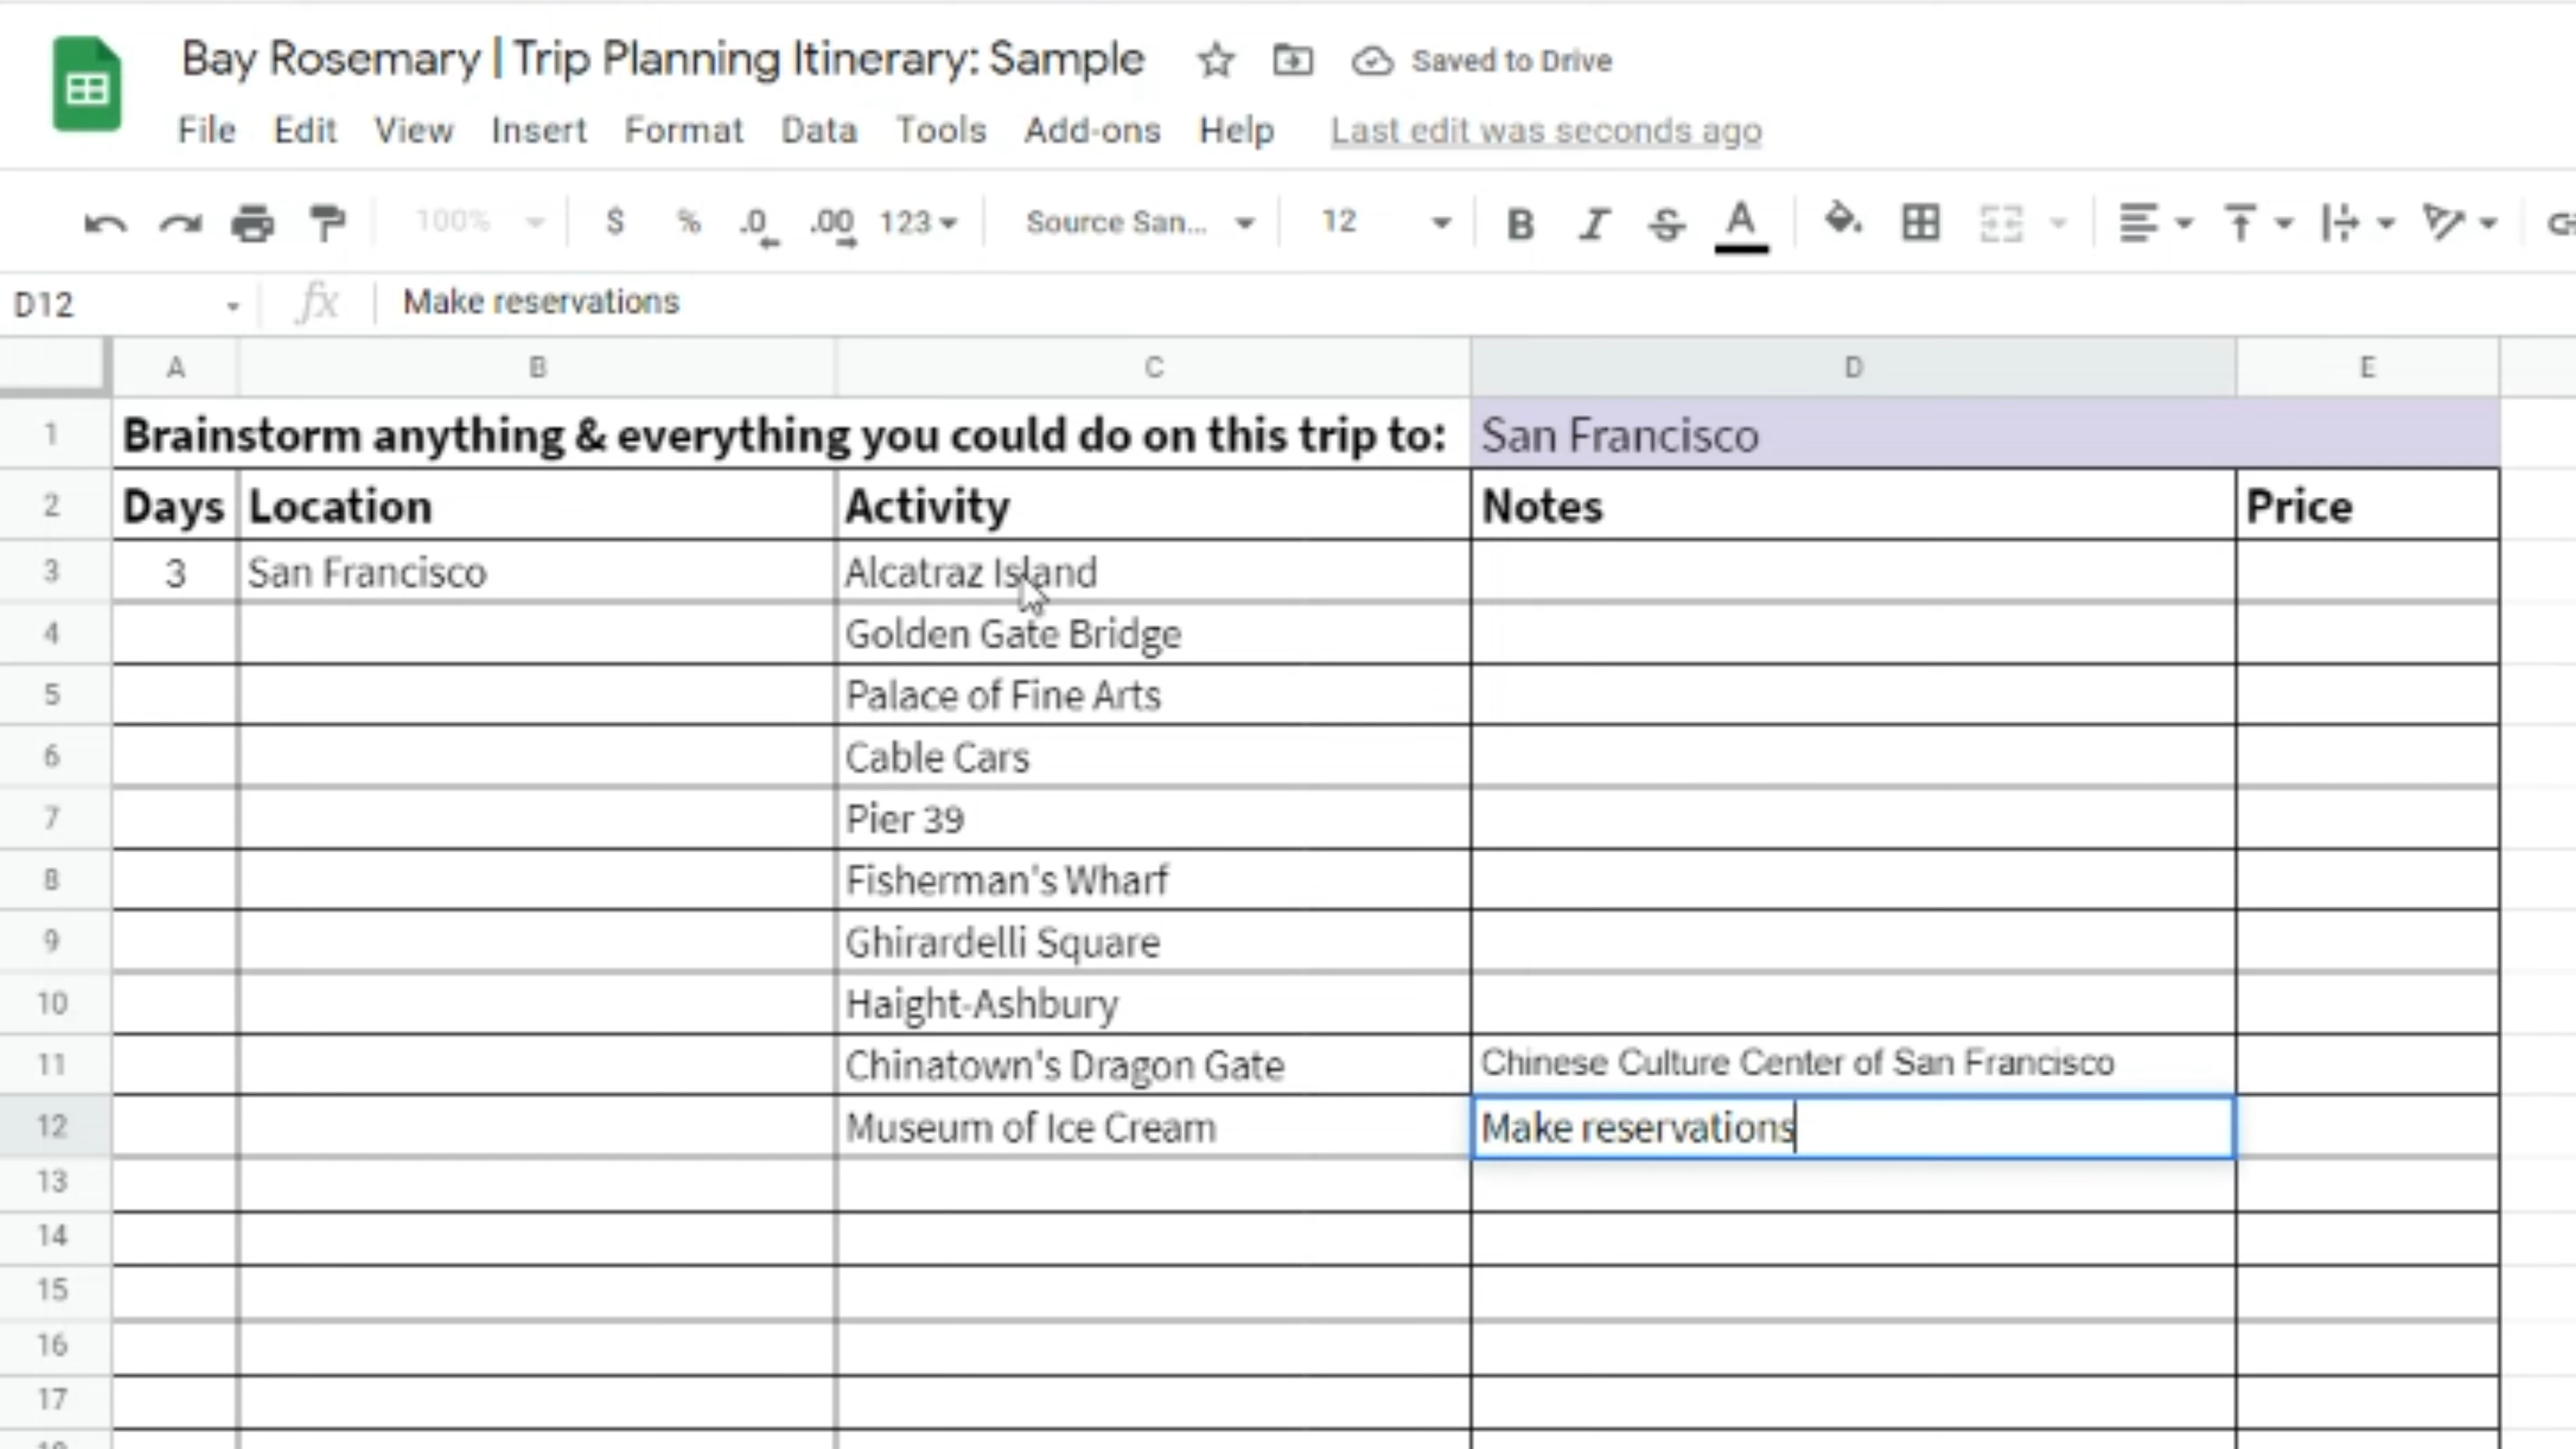 Bay Rosemary | Trip Planning Itinerary: Sample Saved to Drive
File Edit View Insert Format Data Tools Add-ons Help Last edit was seconds ago
100% $ % .0 .00 123 Source San... 12 B I S A
D12 fx Make reservations
A B C D E
1 Brainstorm anything & everything you could do on this trip to: San Francisco
2 Days Location Activity Notes Price
3 3 San Francisco Alcatraz Island
4 Golden Gate Bridge
5 Palace of Fine Arts
6 Cable Cars
7 Pier 39
8 Fisherman's Wharf
9 Ghirardelli Square
10 Haight-Ashbury
11 Chinatown's Dragon Gate Chinese Culture Center of San Francisco
12 Museum of Ice Cream Make reservations
13
14
15
16
17